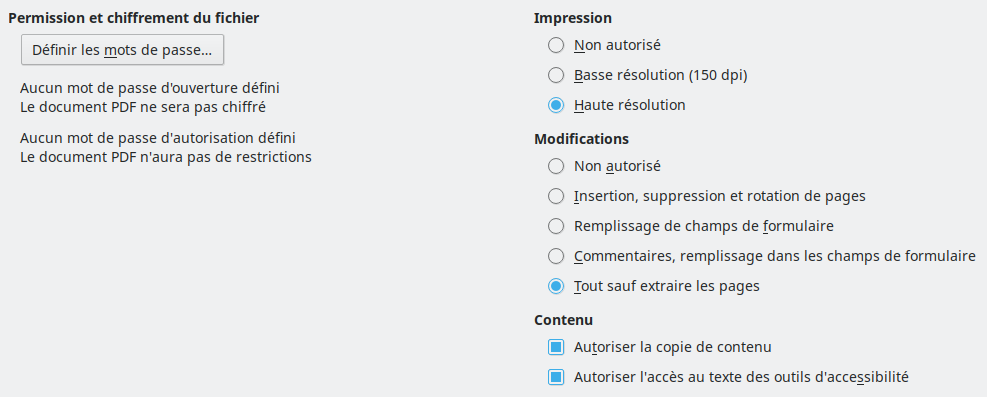 Permission et chiffrement du fichier
Définir les mots de passe...
Aucun mot de passe d'ouverture défini
Le document PDF ne sera pas chiffré
Aucun mot de passe d'autorisation défini
Le document PDF n'aura pas de restrictions
Impression
Non autorisé
Basse résolution (150 dpi)
Haute résolution
Modifications
Non autorisé
Insertion, suppression et rotation de pages
Remplissage de champs de formulaire
Commentaires, remplissage dans les champs de formulaire
Tout sauf extraire les pages
Contenu
Autoriser la copie de contenu
Autoriser l'accès au texte des outils d'accessibilité